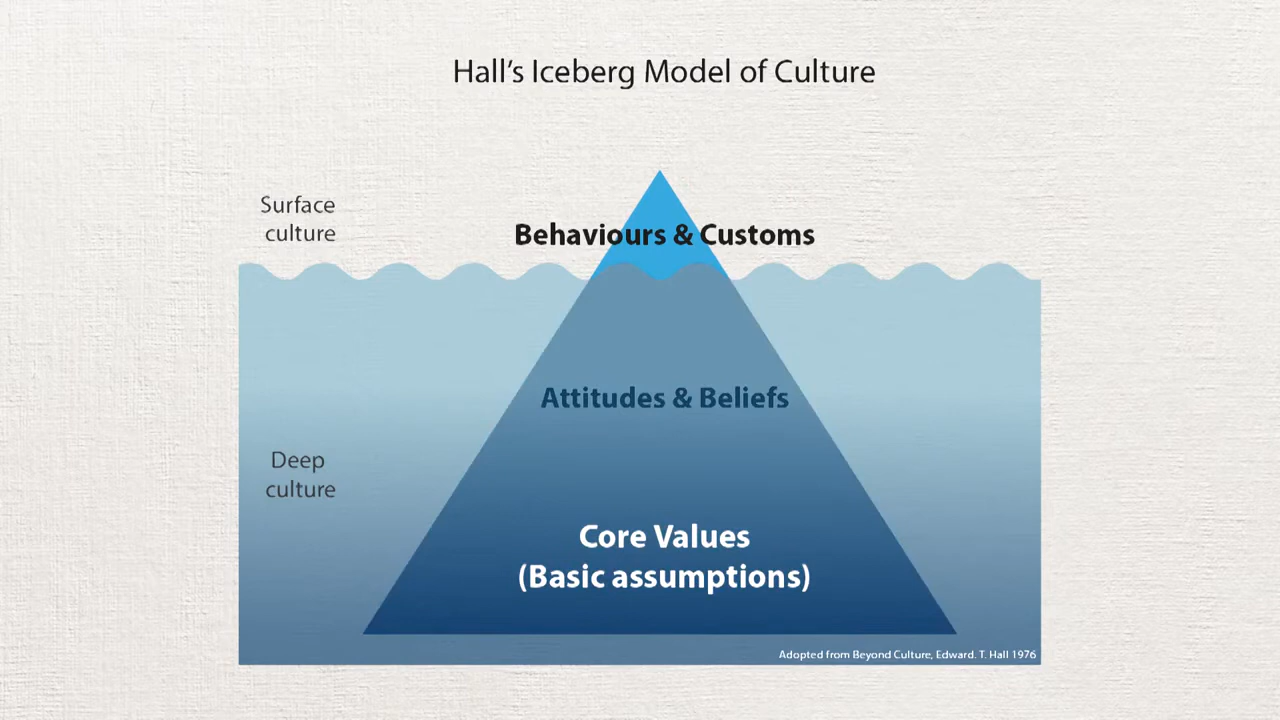 Hall’s Iceberg Model of Culture
Surface
culture
Behaviours & Customs
Attitudes & Beliefs
Deep
culture
Core Values
(Basic assumptions)
Adopted from Beyond Culture, Edward. T. Hall 1976